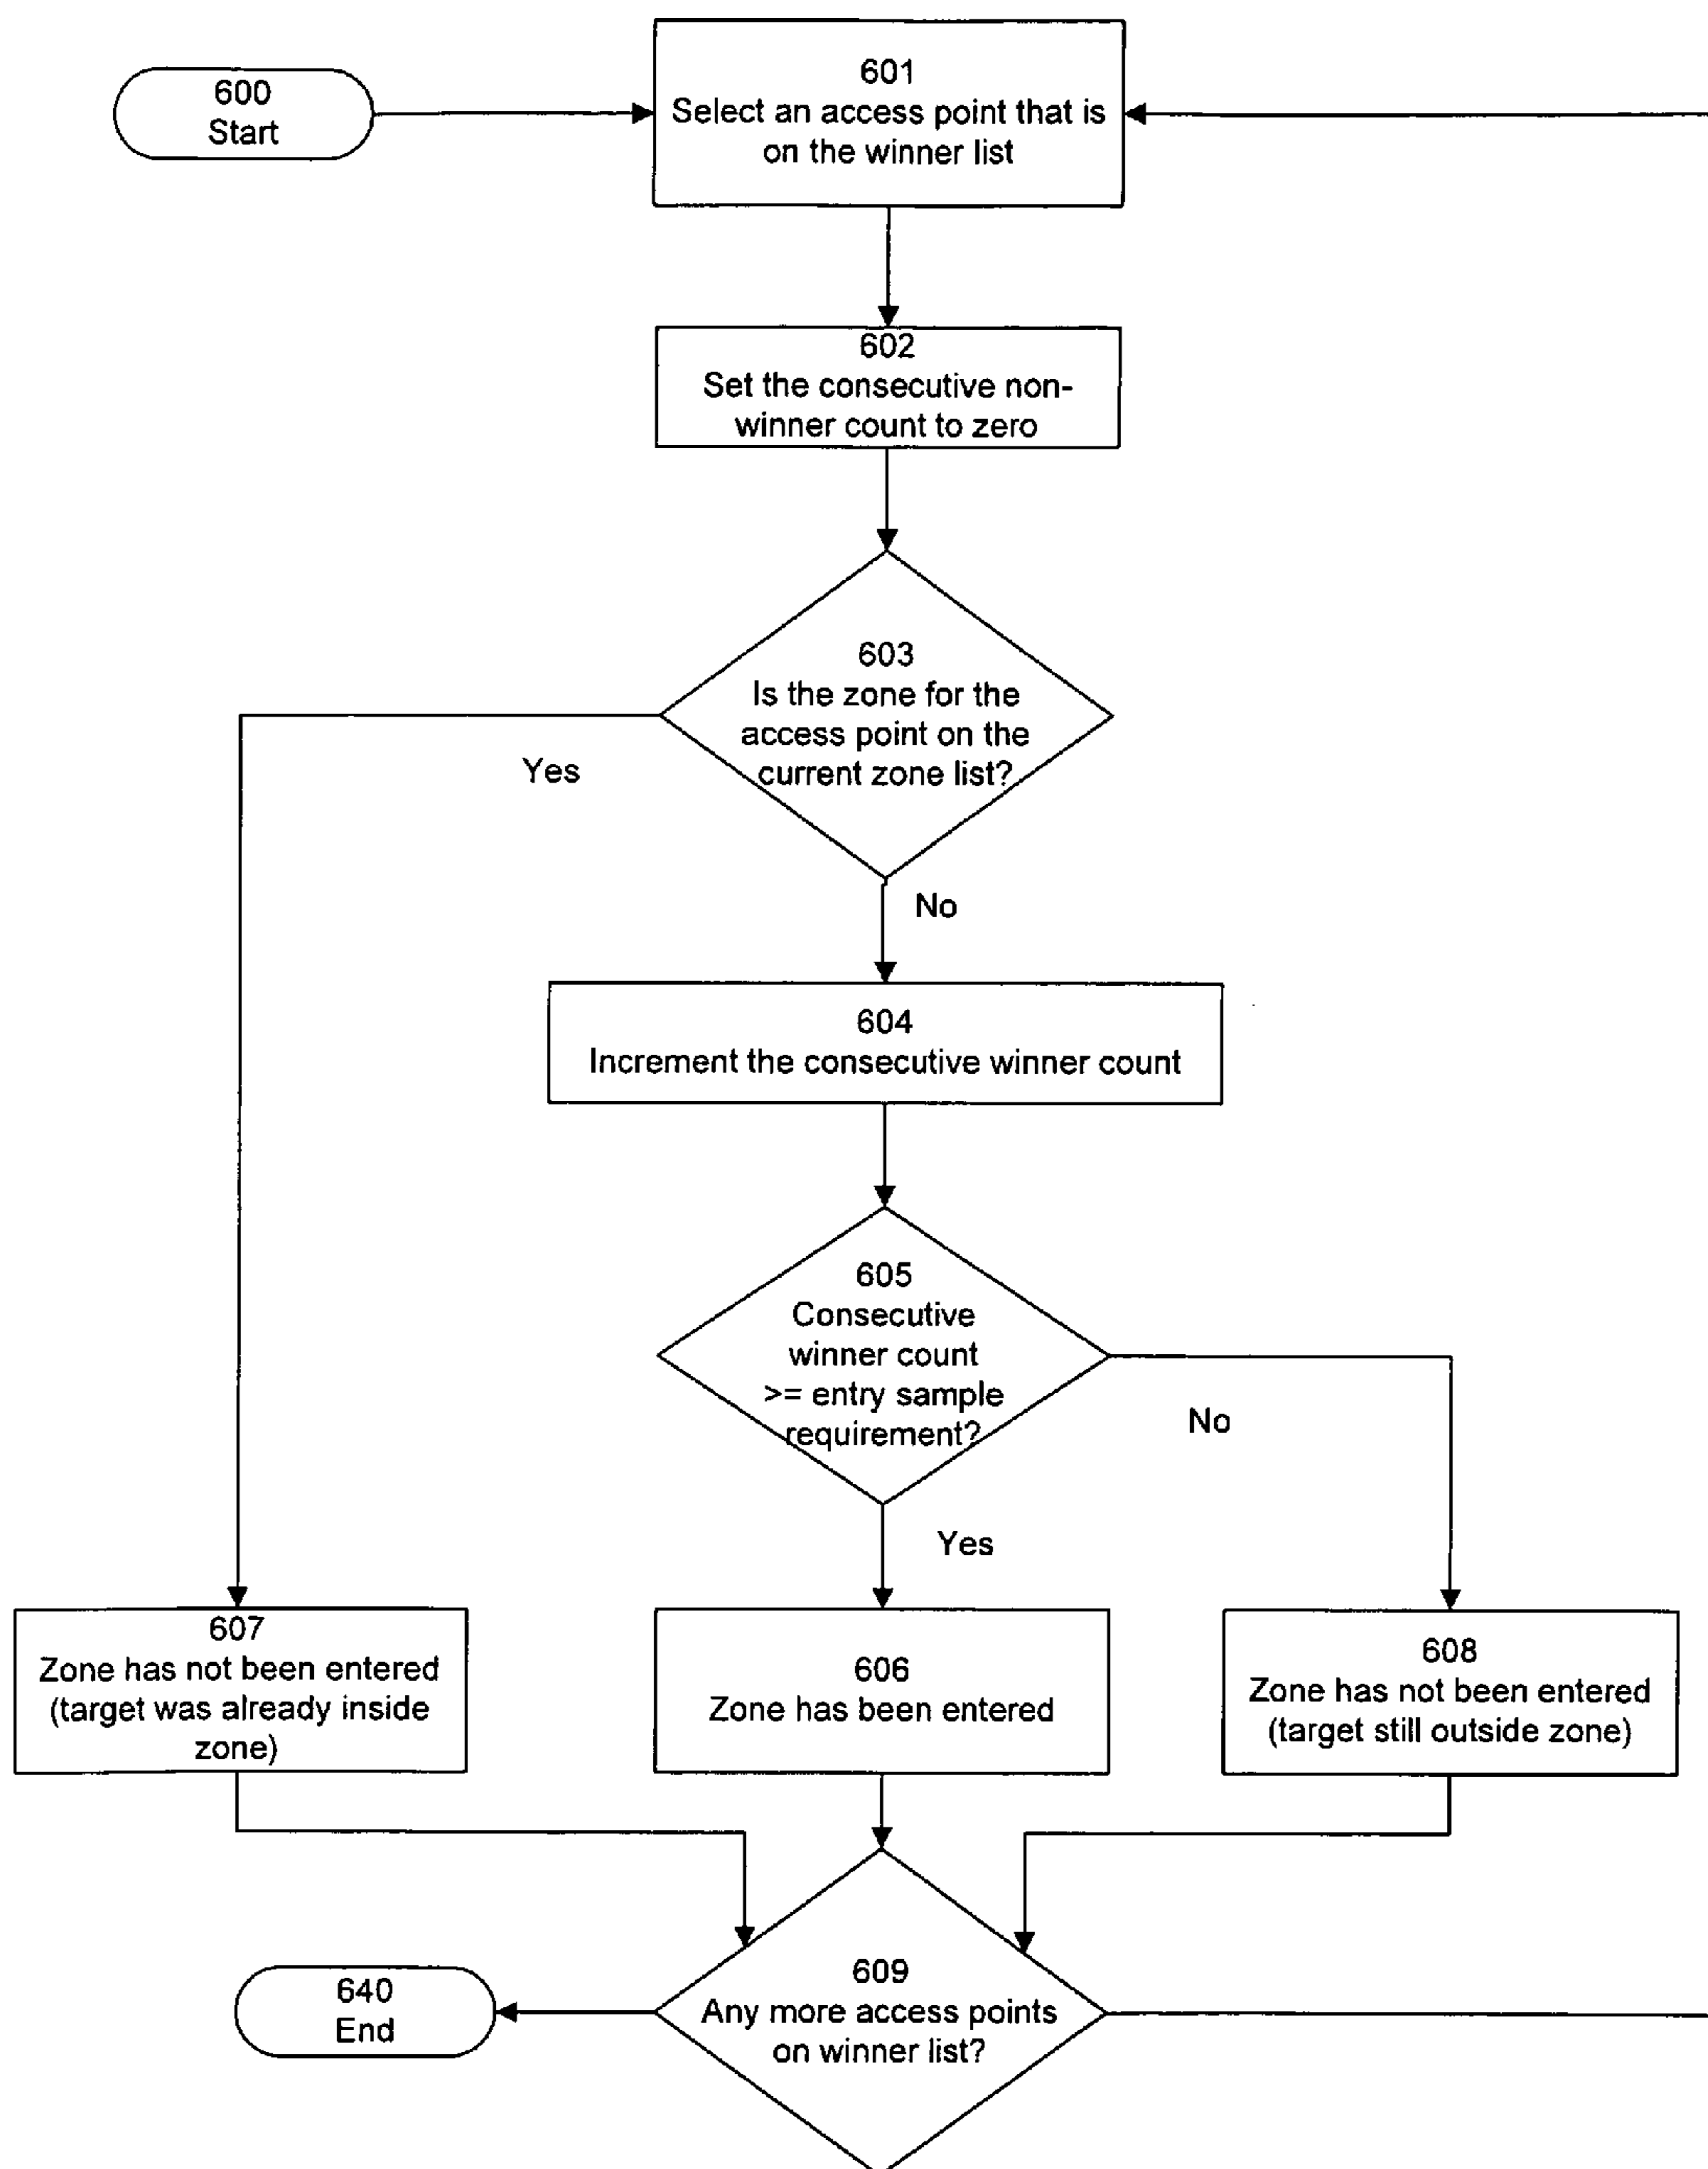 600
Start
601
Select an access point that is
on the winner list
602
Set the consecutive non-
winner count to zero
603
Is the zone for the
access point on the
current zone list?
Yes
No
604
Increment the consecutive winner count
605
Consecutive
winner count
>= entry sample
requirement?
No
Yes
607
Zone has not been entered
(target was already inside
zone)
606
Zone has been entered
608
Zone has not been entered
(target still outside zone)
609
Any more access points
on winner list?
640
End